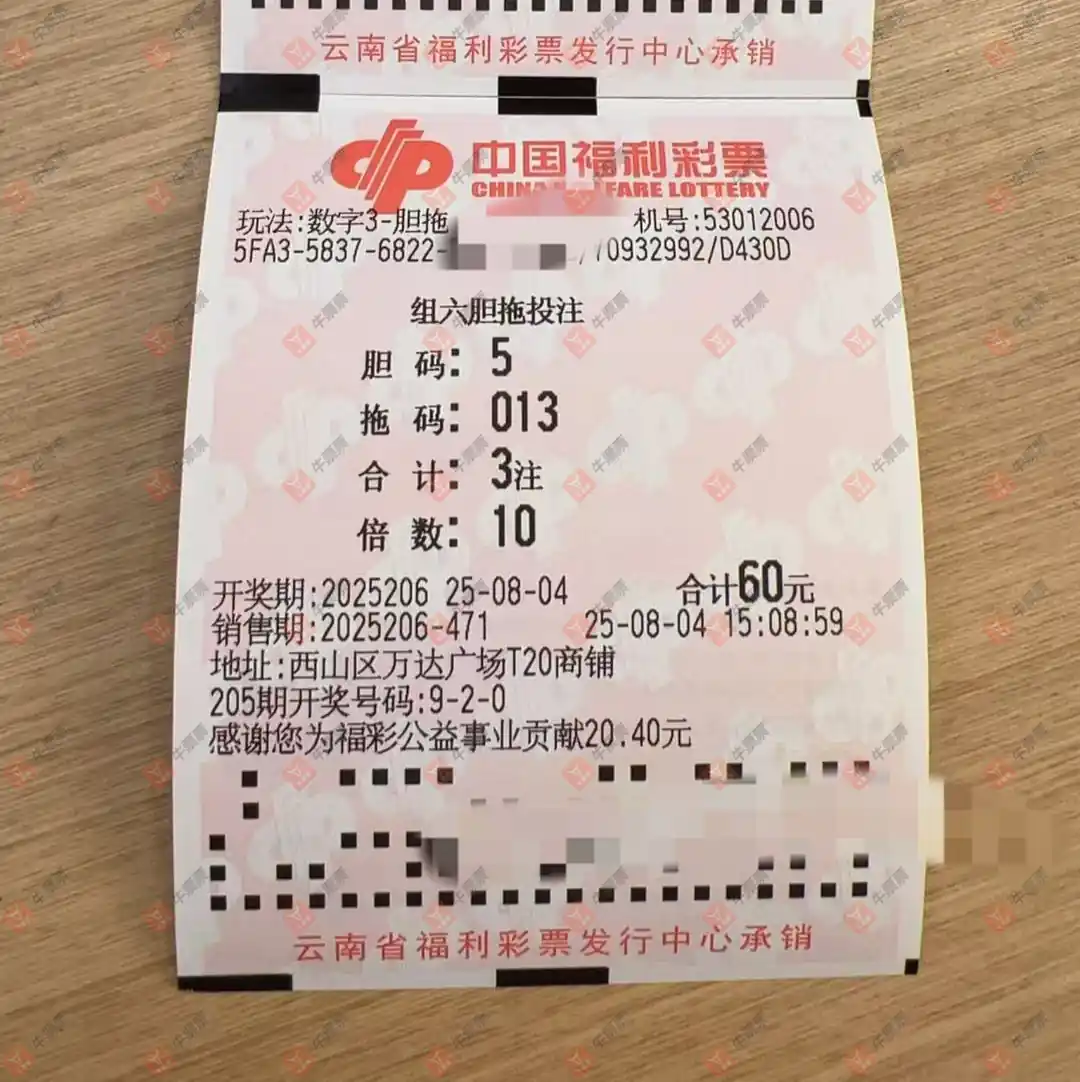 云南省福利彩票发行中心承销
中国福利彩票
CHINA FARE LOTTERY
玩法:数字3-胆拖 机号:53012006
5FA3-5837-6822- /70932992/D430D
组六胆拖投注
胆 码: 5
拖 码: 013
合 计: 3注
倍 数: 10
开奖期:2025206 25-08-04 合计60元
销售期:2025206-471 25-08-04 15:08:59
地址:西山区万达广场T20商铺
205期开奖号码:9-2-0
感谢您为福彩公益事业贡献20.40元
云南省福利彩票发行中心承销